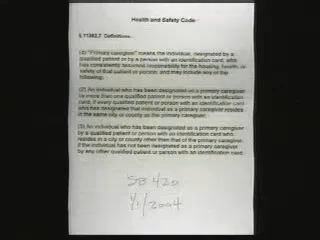 Health and Safety Code
§ 11362.7 Definitions
(d) "Primary caregiver" means the individual, designated by a
qualified patient or by a person with an identification card, who
has consistently assumed responsibility for the housing, health, or
safety of that patient or person, and may include any of the
following:
(2) An individual who has been designated as a primary caregiver
by more than one qualified patient or person with an identification
card, if every qualified patient or person with an identification card
who has designated that individual as a primary caregiver resides
in the same city or county as the primary caregiver.
(3) An individual who has been designated as a primary caregiver
by a qualified patient or person with an identification card who
resides in a city or county other than that of the primary caregiver,
if the individual has not been designated as a primary caregiver
by any other qualified patient or person with an identification card.
SB 420
1/1/2004